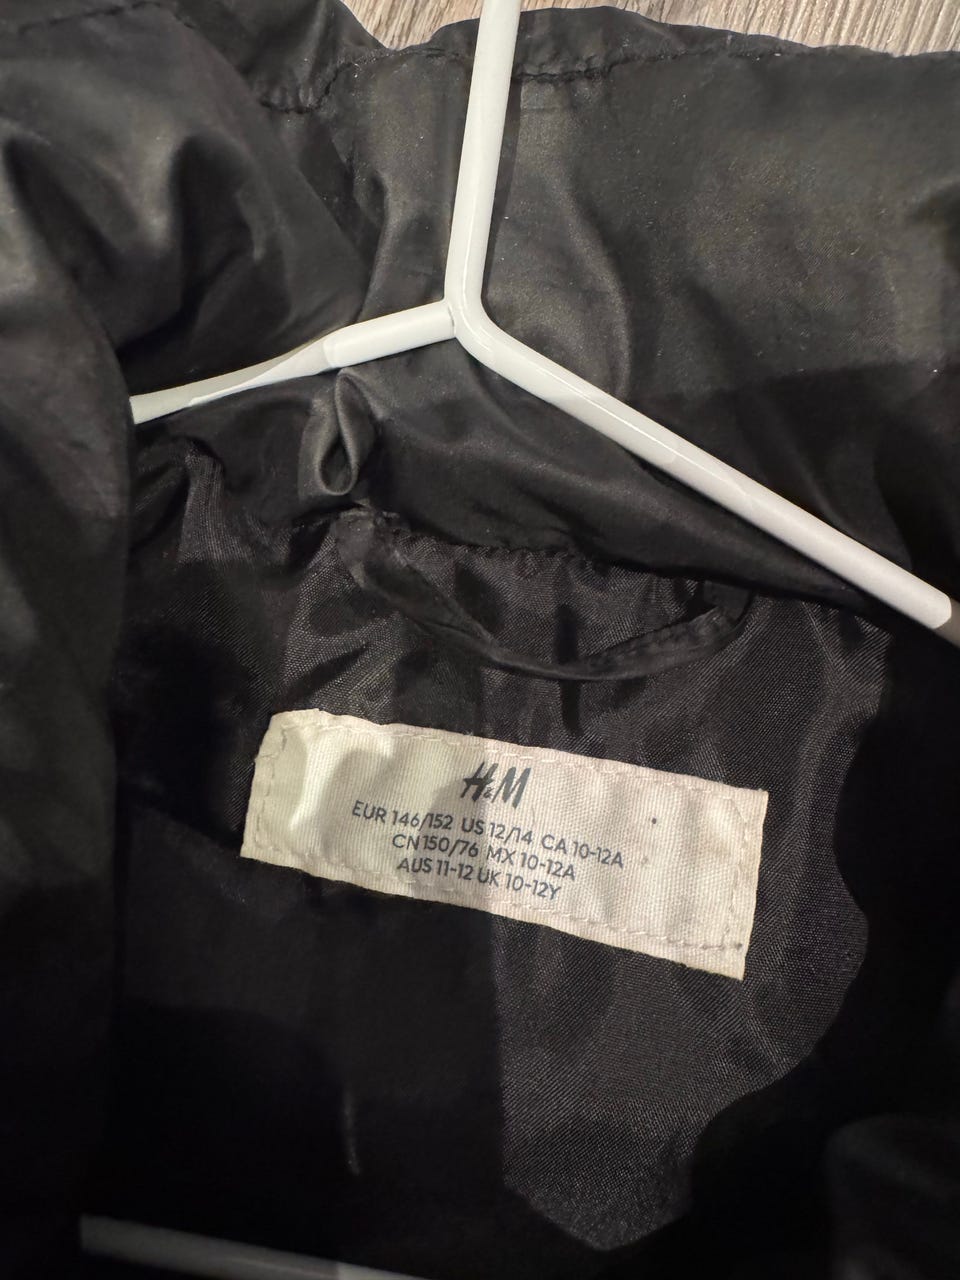 H&M
EUR 146/152 US 12/14 CA 10-12A
CN 150/76 MX 10-12A
AUS 11-12 UK 10-12Y